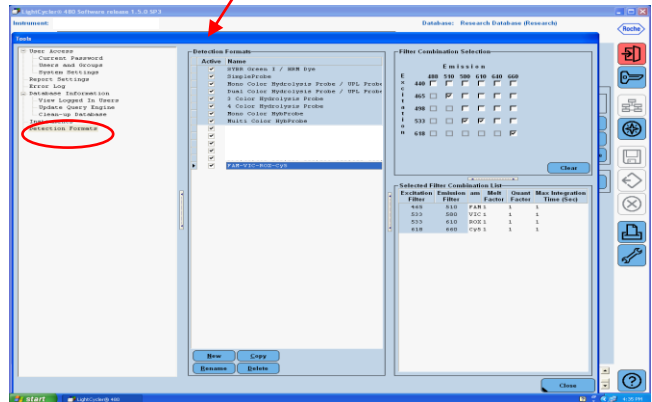 LightCycler® 480 Software release 1.5.0 SP3
Instrument: Database: Research Database (Research)
Roche
Tools
User Access
Current Password
Users and Groups
System Settings
Report Settings
Error Log
Database Information
View Logged In Users
Update Query Engine
Clean-up Database
Instruments
Detection Formats
Detection Formats
Active Name
SYBR Green I / HRM Dye
SimpleProbe
Mono Color Hydrolysis Probe / UPL Probe
Dual Color Hydrolysis Probe / UPL Probe
3 Color Hydrolysis Probe
4 Color Hydrolysis Probe
Mono Color HybProbe
Multi Color HybProbe
FAM-VIC-ROX-Cy5
New Copy
Rename Delete
Filter Combination Selection
Emission
Excitation
488 510 580 610 640 660
440
465
498
533
618
Clear
Selected Filter Combination List
Excitation Filter Emission Filter am Melt Factor Quant Factor Max Integration Time (Sec)
465 510 FAM 1 1 1
533 580 VIC 1 1 1
533 610 ROX 1 1 1
618 660 Cy5 1 1 1
Close
start LightCycler® 480 4:35 PM